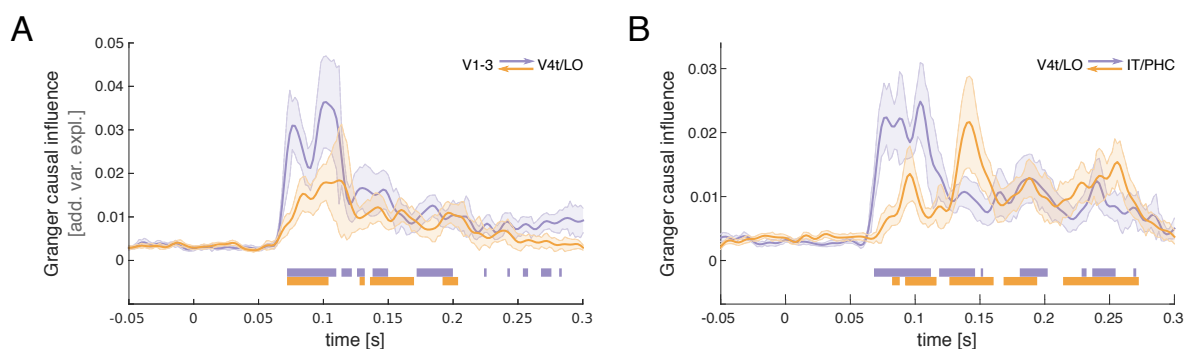 A
Granger causal influence
[add. var. expl.]
0.05
0.04
0.03
0.02
0.01
0
V1-3 V4t/LO
-0.05 0 0.05 0.1 0.15 0.2 0.25 0.3
time [s]
B
Granger causal influence
0.03
0.02
0.01
0
V4t/LO IT/PHC
-0.05 0 0.05 0.1 0.15 0.2 0.25 0.3
time [s]